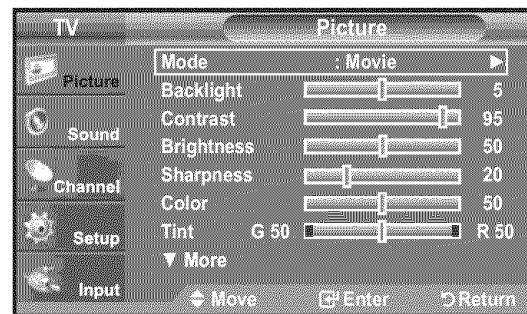 TV Picture
Picture
Sound
Channel
Setup
Input
Mode : Movie
Backlight 5
Contrast 95
Brightness 50
Sharpness 20
Color 50
Tint G 50 R 50
▼ More
Move Enter Return